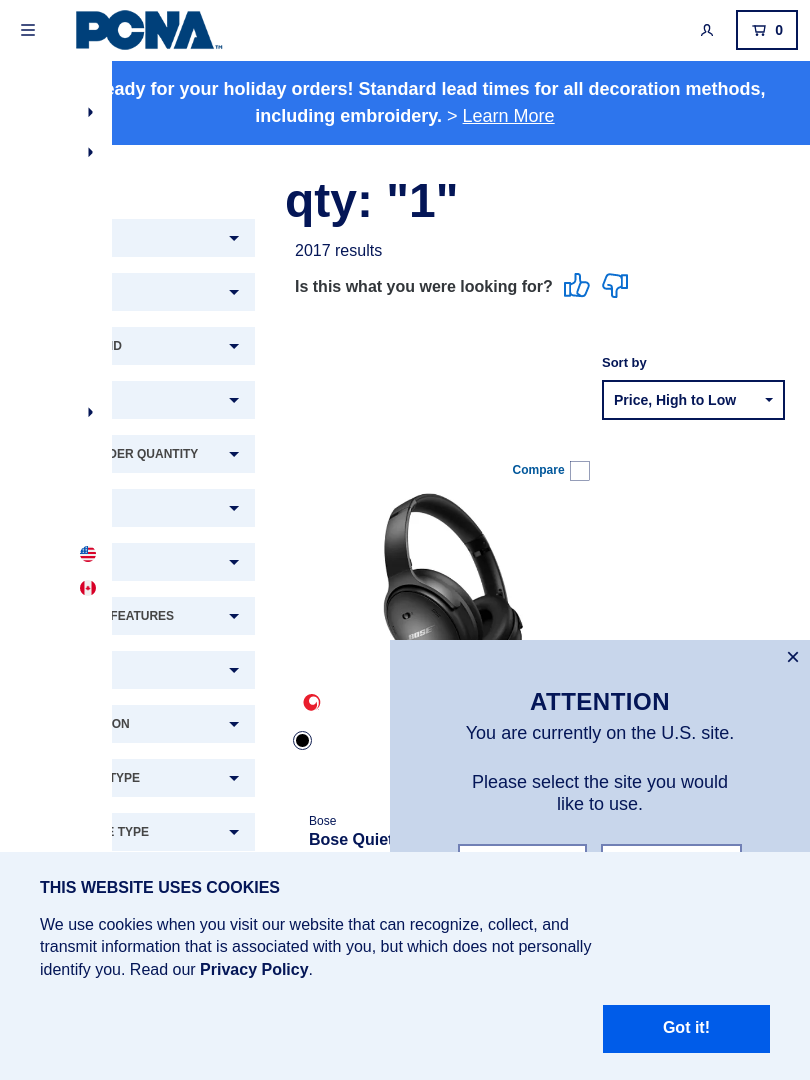 PCNA™
0
eady for your holiday orders! Standard lead times for all decoration methods,
including embroidery. > Learn More
qty: "1"
2017 results
Is this what you were looking for?
Sort by
Price, High to Low
Compare
QUANTITY
FEATURES
TYPE
TYPE
BOSE
Bose
Bose Quiet
×
ATTENTION
You are currently on the U.S. site.
Please select the site you would
like to use.
THIS WEBSITE USES COOKIES
We use cookies when you visit our website that can recognize, collect, and
transmit information that is associated with you, but which does not personally
identify you. Read our Privacy Policy.
Got it!